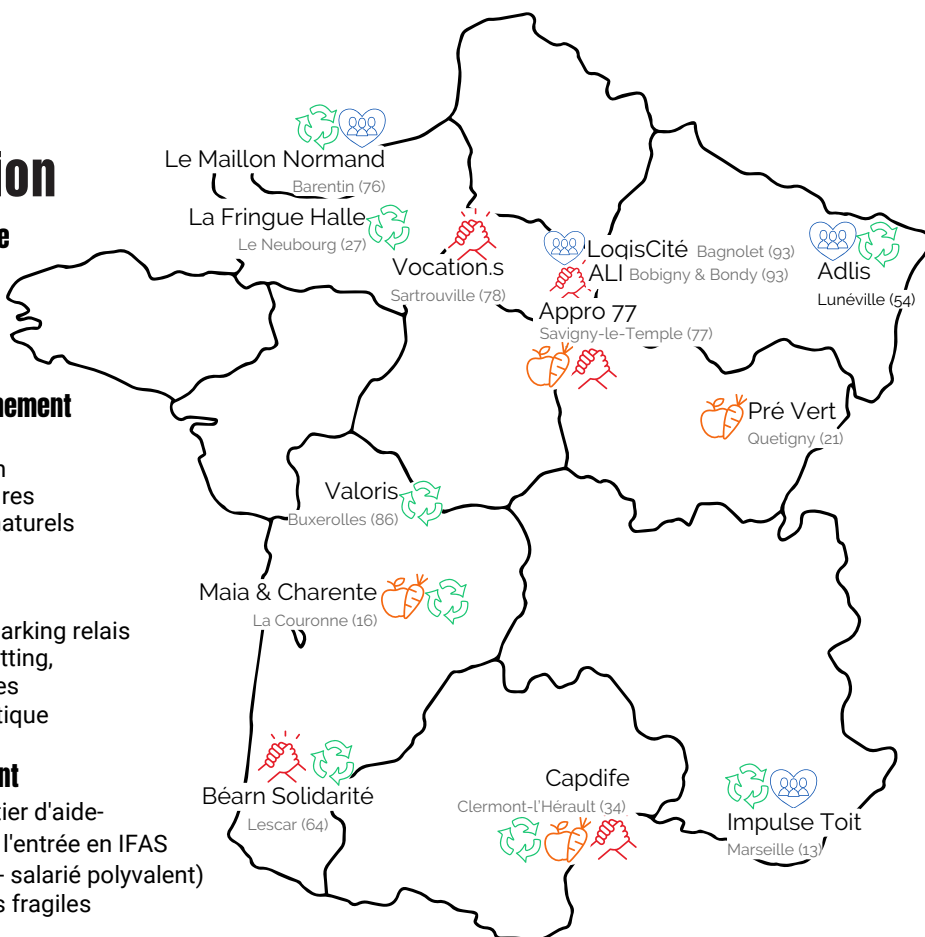 ion
e
nement
n
res
naturels
arking relais
tting,
es
tique
nt
tier d'aide-
l'entrée en IFAS
- salarié polyvalent)
s fragiles
Le Maillon Normand
Barentin (76)
La Fringue Halle
Le Neubourg (27)
Vocation.s
Sartrouville (78)
LogisCité Bagnolet (93)
ALI Bobigny & Bondy (93)
Appro 77
Savigny-le-Temple (77)
Adlis
Lunéville (54)
Pré Vert
Quetigny (21)
Valoris
Buxerolles (86)
Maia & Charente
La Couronne (16)
Béarn Solidarité
Lescar (64)
Capdife
Clermont-l'Hérault (34)
Impulse Toit
Marseille (13)